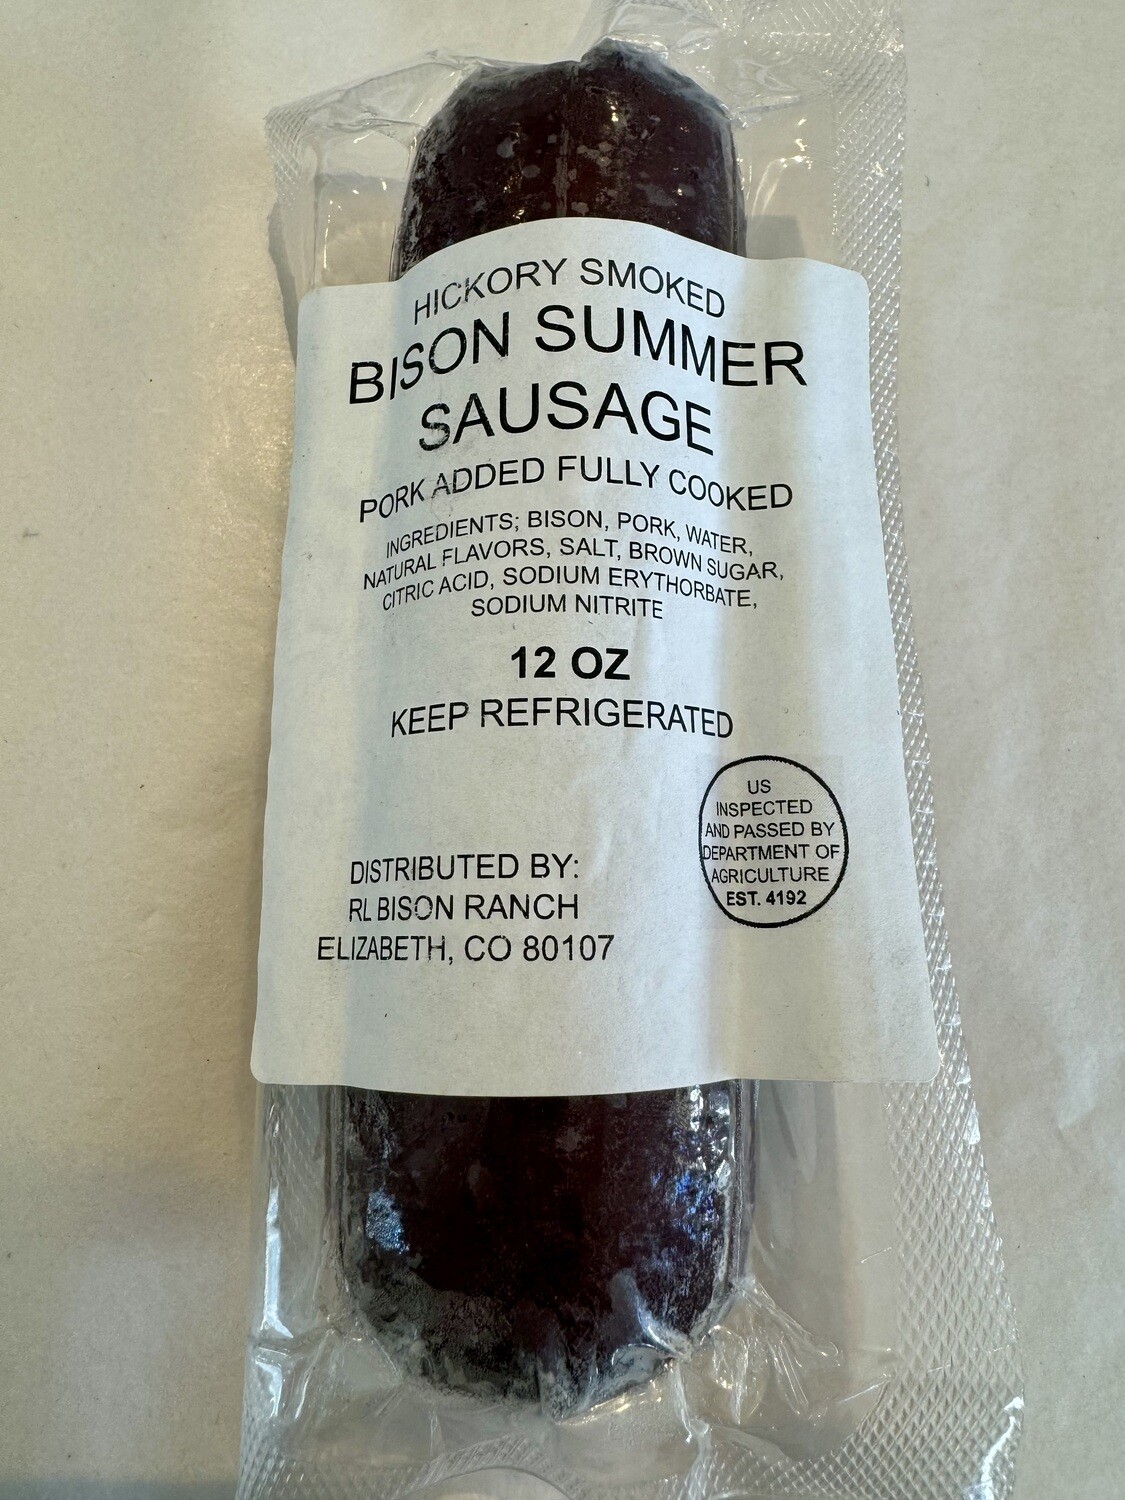 HICKORY SMOKED
BISON SUMMER
SAUSAGE
PORK ADDED FULLY COOKED
INGREDIENTS; BISON, PORK, WATER,
NATURAL FLAVORS, SALT, BROWN SUGAR,
CITRIC ACID, SODIUM ERYTHORBATE,
SODIUM NITRITE
12 OZ
KEEP REFRIGERATED
US
INSPECTED
AND PASSED BY
DEPARTMENT OF
AGRICULTURE
EST. 4192
DISTRIBUTED BY:
RL BISON RANCH
ELIZABETH, CO 80107